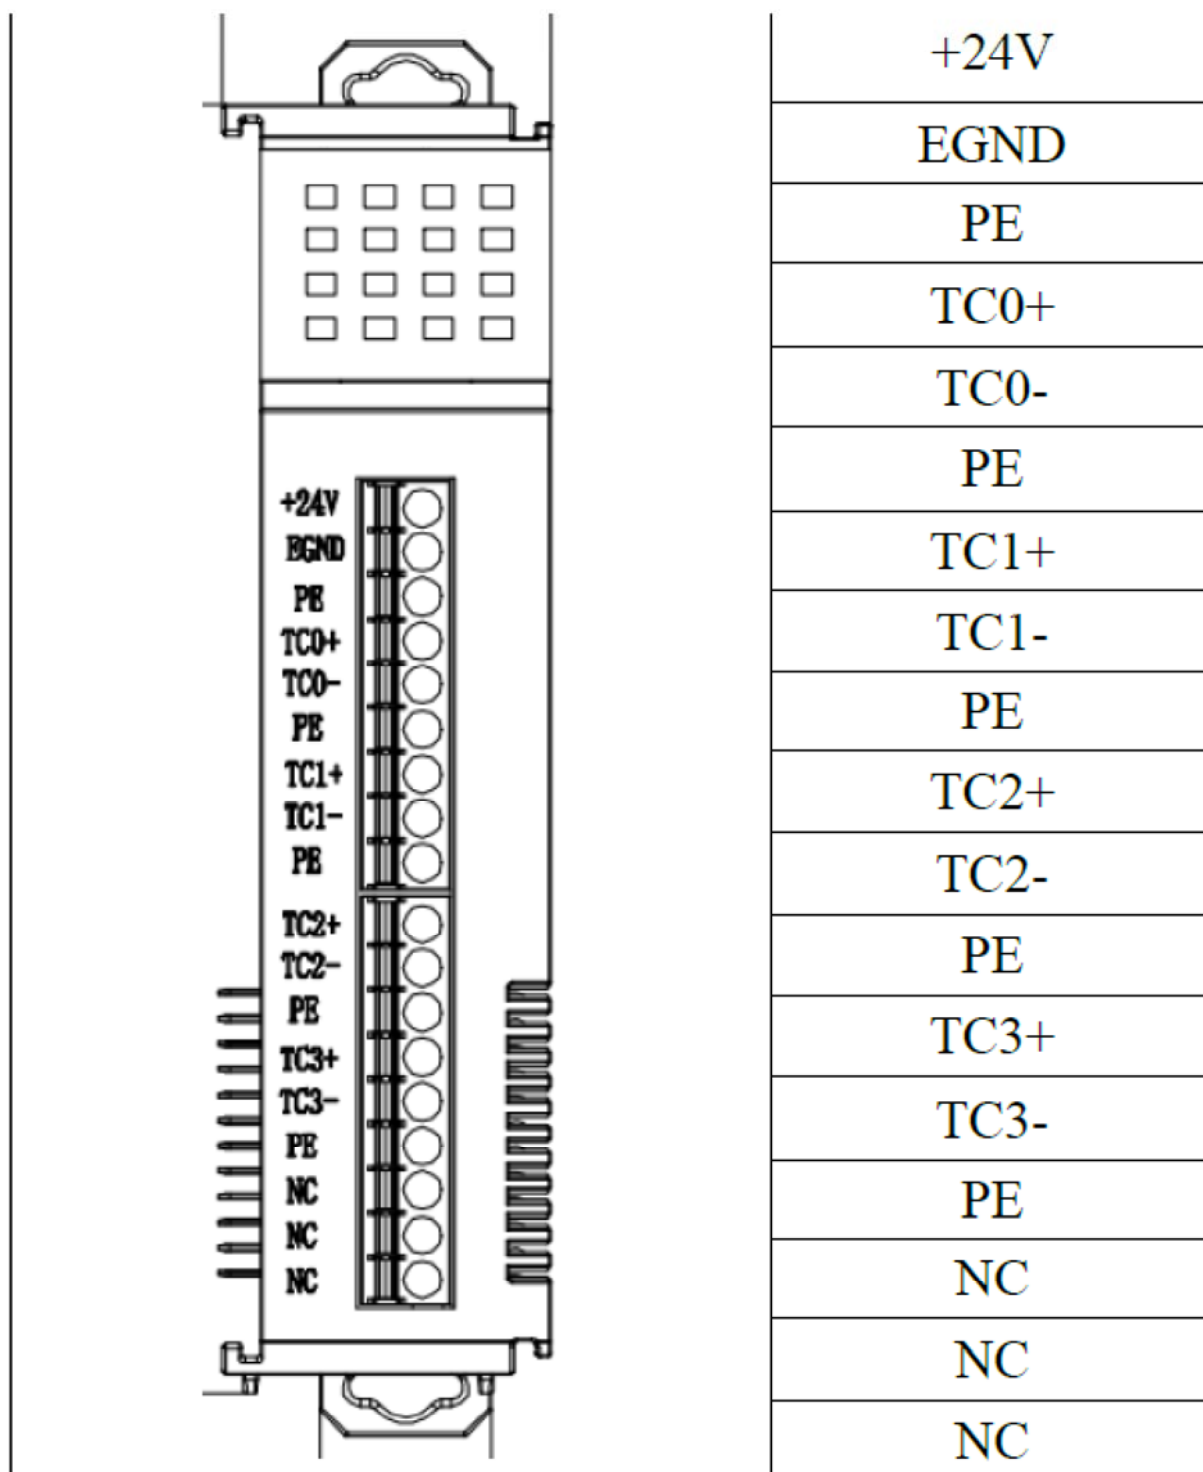 +24V
EGND
PE
TC0+
TC0-
PE
TC1+
TC1-
PE
TC2+
TC2-
PE
TC3+
TC3-
PE
NC
NC
NC
+24V
EGND
PE
TC0+
TC0-
PE
TC1+
TC1-
PE
TC2+
TC2-
PE
TC3+
TC3-
PE
NC
NC
NC